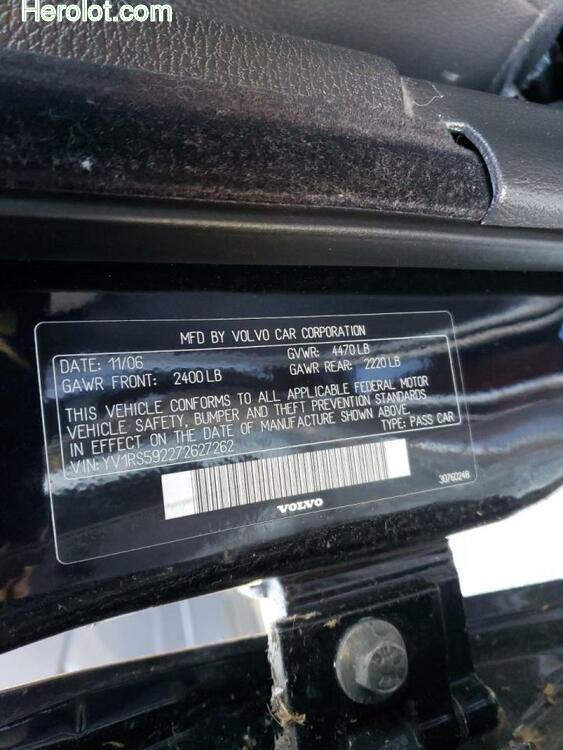 Herolot.com
MFD BY VOLVO CAR CORPORATION
DATE: 11/06 GVWR: 4470 LB
GAWR FRONT: 2400 LB GAWR REAR: 2220 LB
THIS VEHICLE CONFORMS TO ALL APPLICABLE FEDERAL MOTOR
VEHICLE SAFETY, BUMPER AND THEFT PREVENTION STANDARDS
IN EFFECT ON THE DATE OF MANUFACTURE SHOWN ABOVE.
VIN: YV1RS592272627262 TYPE: PASS CAR
30760248
VOLVO